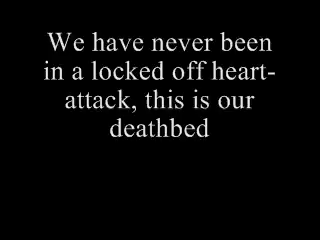 We have never been
in a locked off heart-
attack, this is our
deathbed